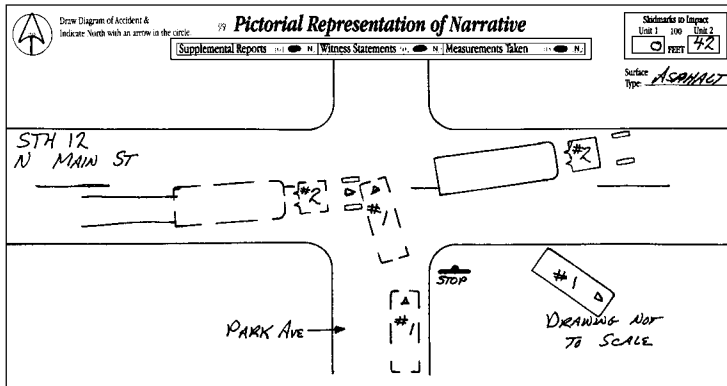 Draw Diagram of Accident &
Indicate North with an arrow in the circle.
Pictorial Representation of Narrative
Supplemental Reports N Witness Statements N Measurements Taken N
Skidmarks to Impact
Unit 1 100 Unit 2
0 FEET 42
Surface
Type: ASPHALT
STH 12
N MAIN ST
#2
#2
#1
#1
STOP
#1
PARK AVE
DRAWING NOT
TO SCALE